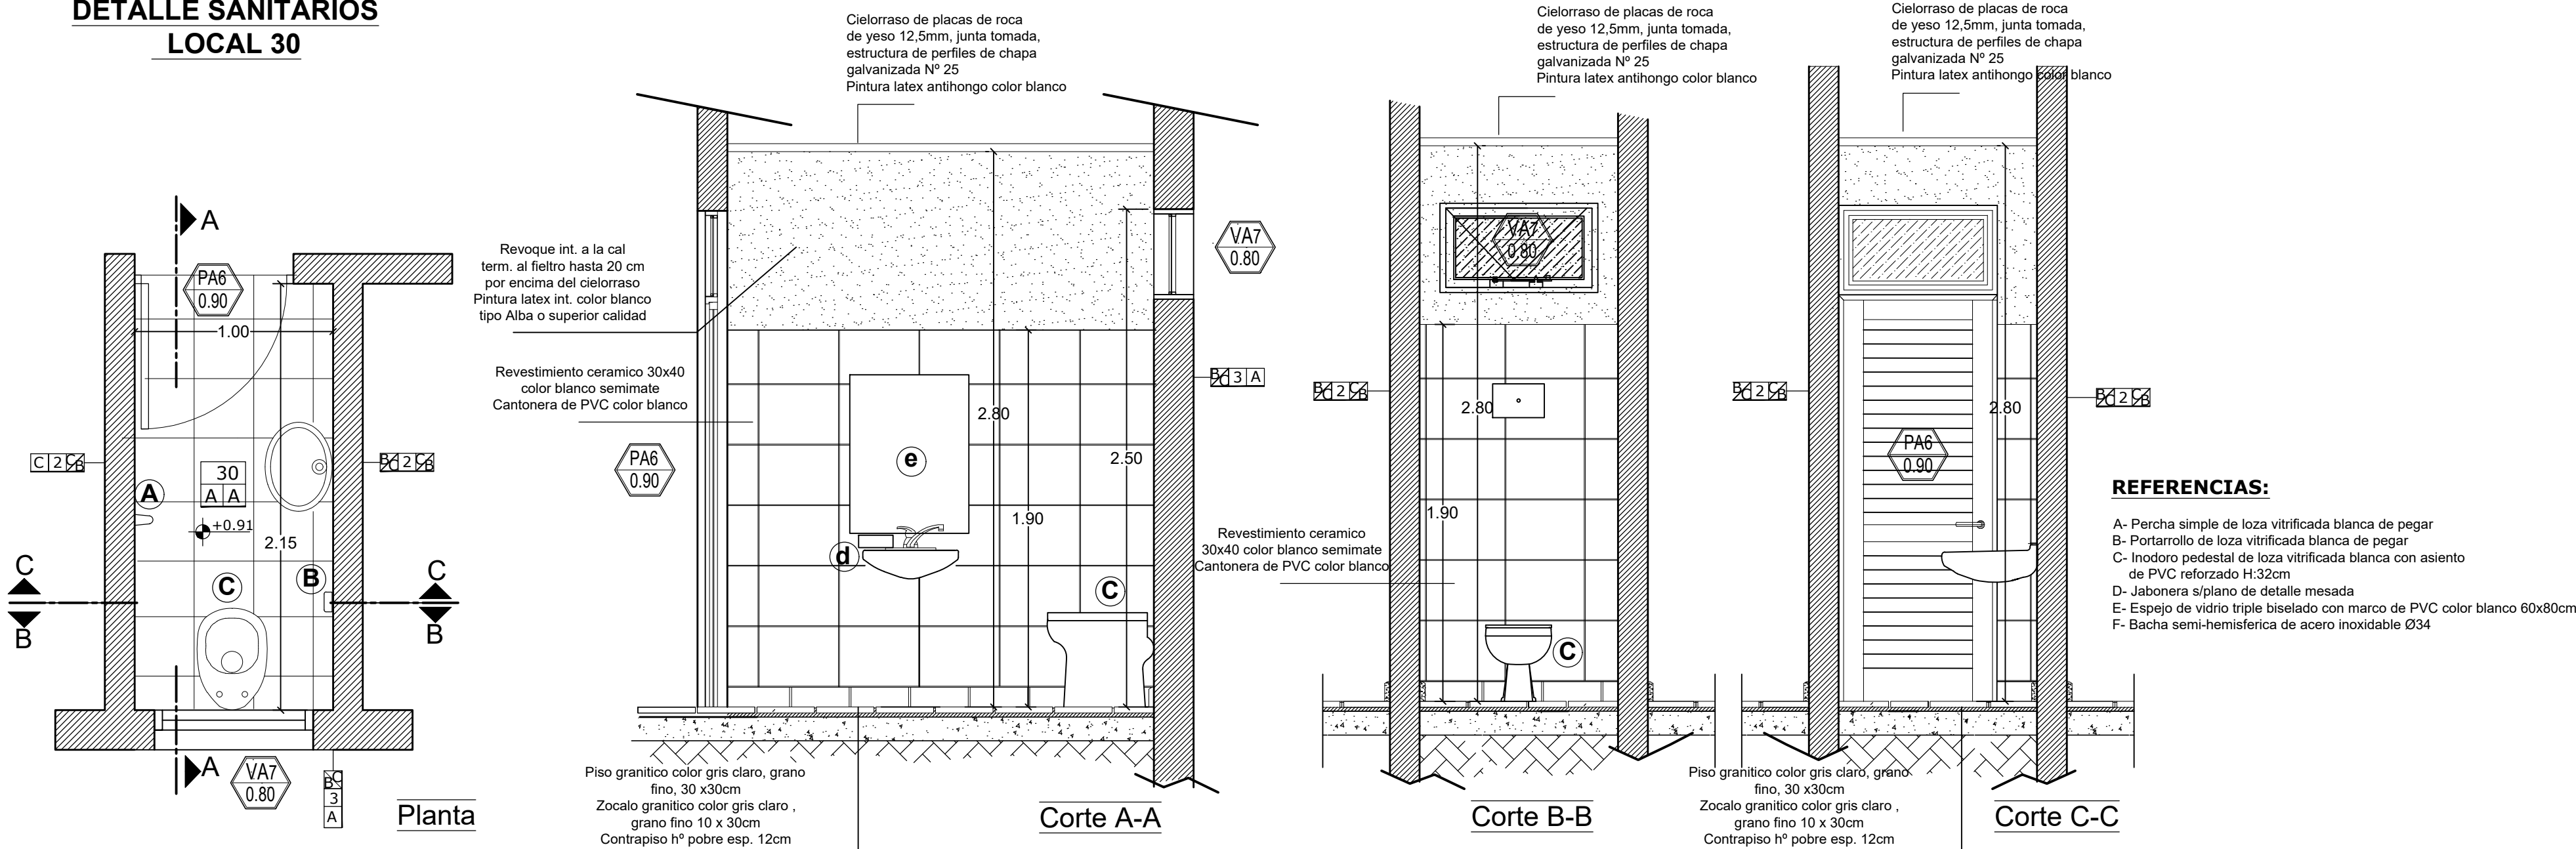 DETALLE SANITARIOS
LOCAL 30
A
PA6
0.90
1.00
C 2 C/B
B/C 2 C/B
A
30
A A
+0.91
2.15
C
B
C
B
C
B
A
VA7
0.80
B/C
3
A
Planta
Cielorraso de placas de roca
de yeso 12,5mm, junta tomada,
estructura de perfiles de chapa
galvanizada Nº 25
Pintura latex antihongo color blanco
Revoque int. a la cal
term. al fieltro hasta 20 cm
por encima del cielorraso
Pintura latex int. color blanco
tipo Alba o superior calidad
Revestimiento ceramico 30x40
color blanco semimate
Cantonera de PVC color blanco
PA6
0.90
VA7
0.80
B/C 3 A
2.80
2.50
1.90
e
d
C
Piso granitico color gris claro, grano
fino, 30 x30cm
Zocalo granitico color gris claro ,
grano fino 10 x 30cm
Contrapiso hº pobre esp. 12cm
Corte A-A
Cielorraso de placas de roca
de yeso 12,5mm, junta tomada,
estructura de perfiles de chapa
galvanizada Nº 25
Pintura latex antihongo color blanco
VA7
0.80
B/C 2 C/B
2.80
1.90
Revestimiento ceramico
30x40 color blanco semimate
Cantonera de PVC color blanco
C
Corte B-B
Cielorraso de placas de roca
de yeso 12,5mm, junta tomada,
estructura de perfiles de chapa
galvanizada Nº 25
Pintura latex antihongo color blanco
B/C 2 C/B
B/C 2 C/B
2.80
PA6
0.90
Piso granitico color gris claro, grano
fino, 30 x30cm
Zocalo granitico color gris claro ,
grano fino 10 x 30cm
Contrapiso hº pobre esp. 12cm
Corte C-C
REFERENCIAS:
A- Percha simple de loza vitrificada blanca de pegar
B- Portarrollo de loza vitrificada blanca de pegar
C- Inodoro pedestal de loza vitrificada blanca con asiento
de PVC reforzado H:32cm
D- Jabonera s/plano de detalle mesada
E- Espejo de vidrio triple biselado con marco de PVC color blanco 60x80cm
F- Bacha semi-hemisferica de acero inoxidable Ø34